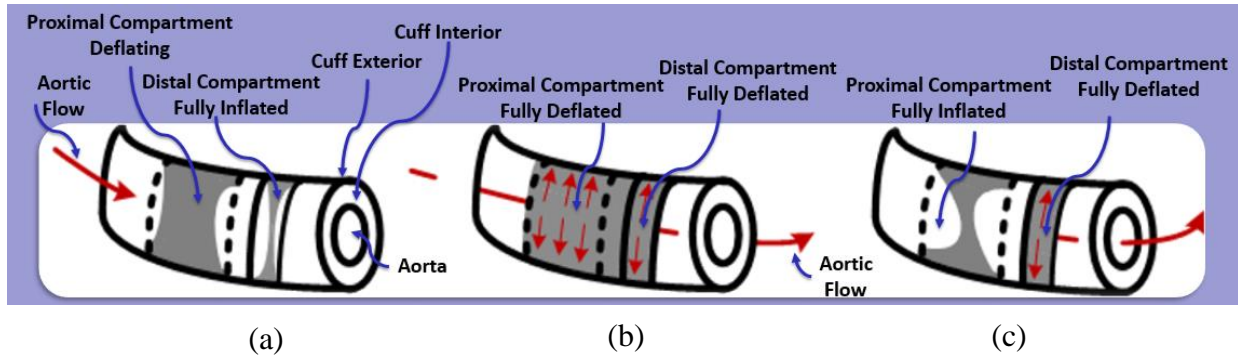 Proximal Compartment
Deflating
Aortic
Flow
Distal Compartment
Fully Inflated
Cuff Exterior
Cuff Interior
Aorta
Proximal Compartment
Fully Deflated
Distal Compartment
Fully Deflated
Aortic
Flow
Proximal Compartment
Fully Inflated
Distal Compartment
Fully Deflated
(a)
(b)
(c)